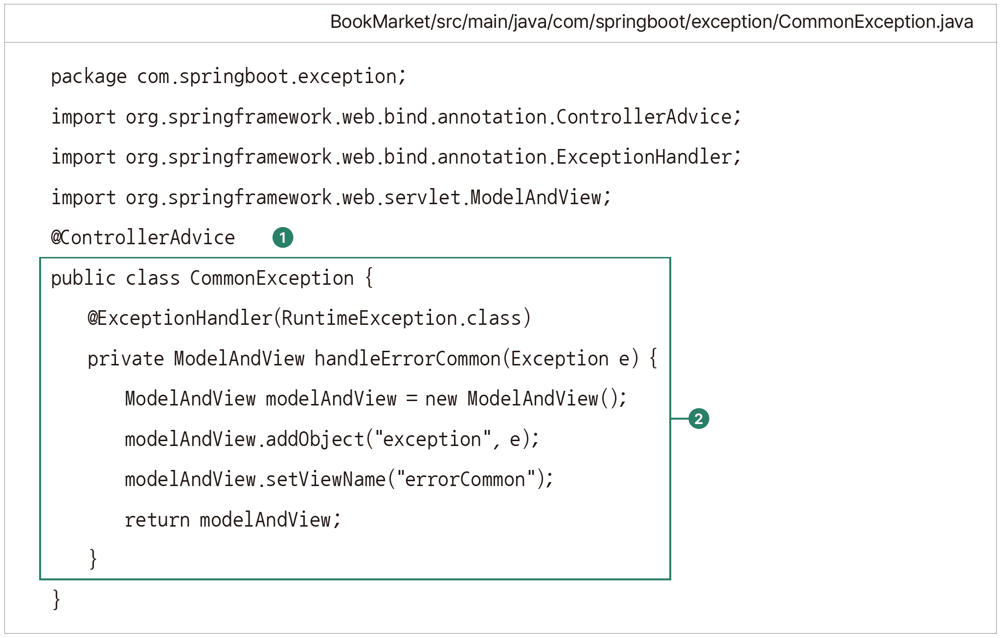 BookMarket/src/main/java/com/springboot/exception/CommonException.java
package com.springboot.exception;
import org.springframework.web.bind.annotation.ControllerAdvice;
import org.springframework.web.bind.annotation.ExceptionHandler;
import org.springframework.web.servlet.ModelAndView;
@ControllerAdvice 1
public class CommonException {
@ExceptionHandler(RuntimeException.class)
private ModelAndView handleErrorCommon(Exception e) {
ModelAndView modelAndView = new ModelAndView();
modelAndView.addObject("exception", e);
2
modelAndView.setViewName("errorCommon");
return modelAndView;
}
}